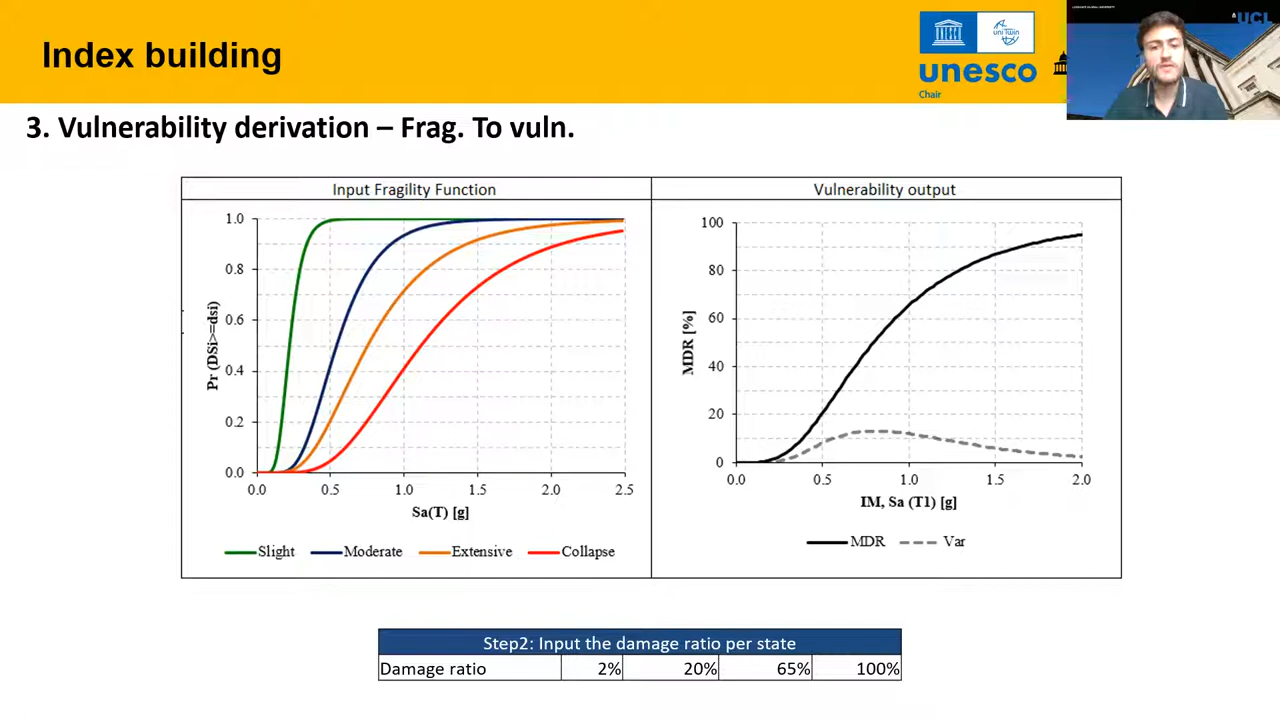 Index building
unesco
Chair
UCL
3. Vulnerability derivation – Frag. To vuln.
Input Fragility Function
Vulnerability output
Pr (DSi>=dsi)
1.0
0.8
0.6
0.4
0.2
0.0
0.0 0.5 1.0 1.5 2.0 2.5
Sa(T) [g]
Slight Moderate Extensive Collapse
MDR [%]
100
80
60
40
20
0
0.0 0.5 1.0 1.5 2.0
IM, Sa (T1) [g]
MDR Var
Step2: Input the damage ratio per state
Damage ratio 2% 20% 65% 100%